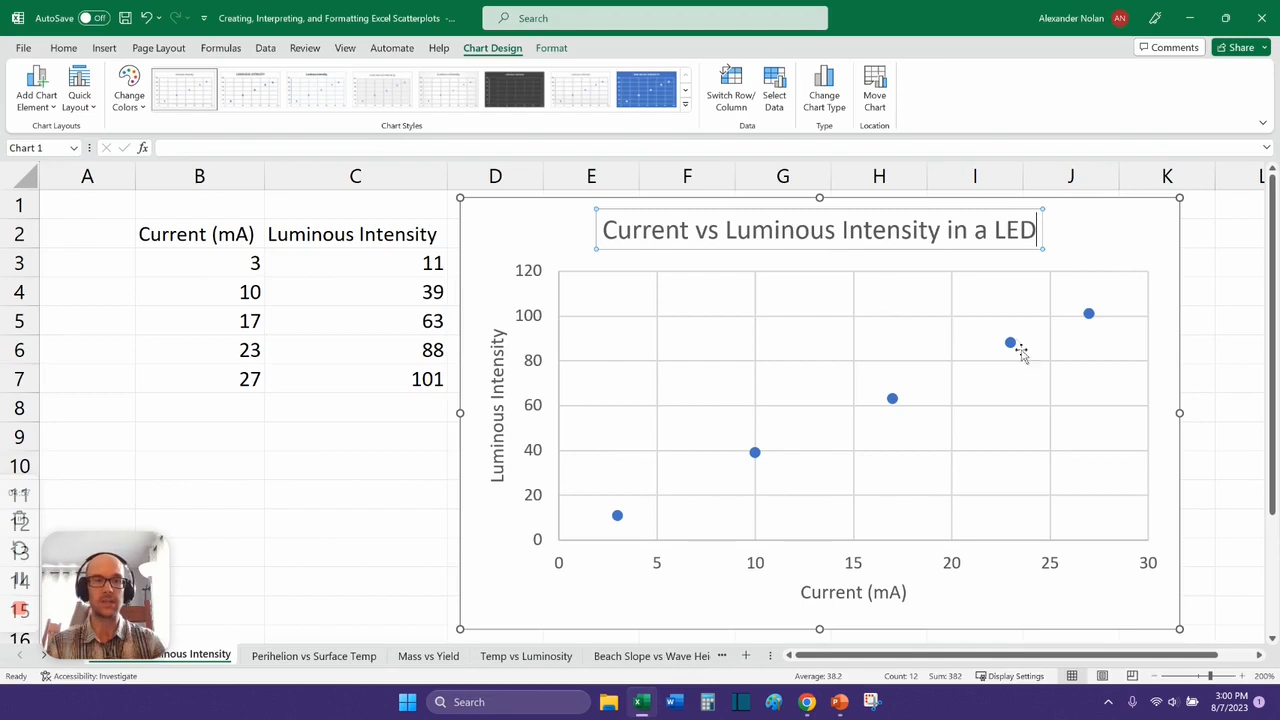 AutoSave Off Creating, Interpreting, and Formatting Excel Scatterplots -... Search Alexander Nolan AN
File Home Insert Page Layout Formulas Data Review View Automate Help Chart Design Format Comments Share
Add Chart Element Quick Layout Change Colors Switch Row/ Column Select Data Change Chart Type Move Chart
Chart Layouts Chart Styles Data Type Location
Chart 1 fx
A B C D E F G H I J K L
1
2 Current (mA) Luminous Intensity
3 3 11
4 10 39
5 17 63
6 23 88
7 27 101
8
9
10
11
12
13
14
15
16
Current vs Luminous Intensity in a LED
120
100
80
60
40
20
0
Luminous Intensity
0 5 10 15 20 25 30
Current (mA)
minous Intensity Perihelion vs Surface Temp Mass vs Yield Temp vs Luminosity Beach Slope vs Wave Hei ...
Ready Accessibility: Investigate Average: 38.2 Count: 12 Sum: 382 Display Settings 200%
Search 3:00 PM
8/7/2023